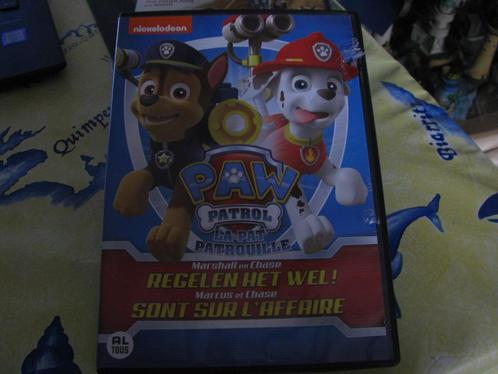 nickelodeon
PAW
PATROL
LA PAT'
PATROUILLE
Marshall en Chase
REGELEN HET WEL!
Marcus et Chase
SONT SUR L'AFFAIRE
AL
TOUS
Quimper